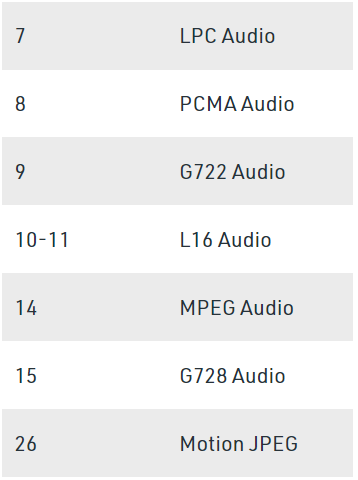 7 LPC Audio
8 PCMA Audio
9 G722 Audio
10-11 L16 Audio
14 MPEG Audio
15 G728 Audio
26 Motion JPEG